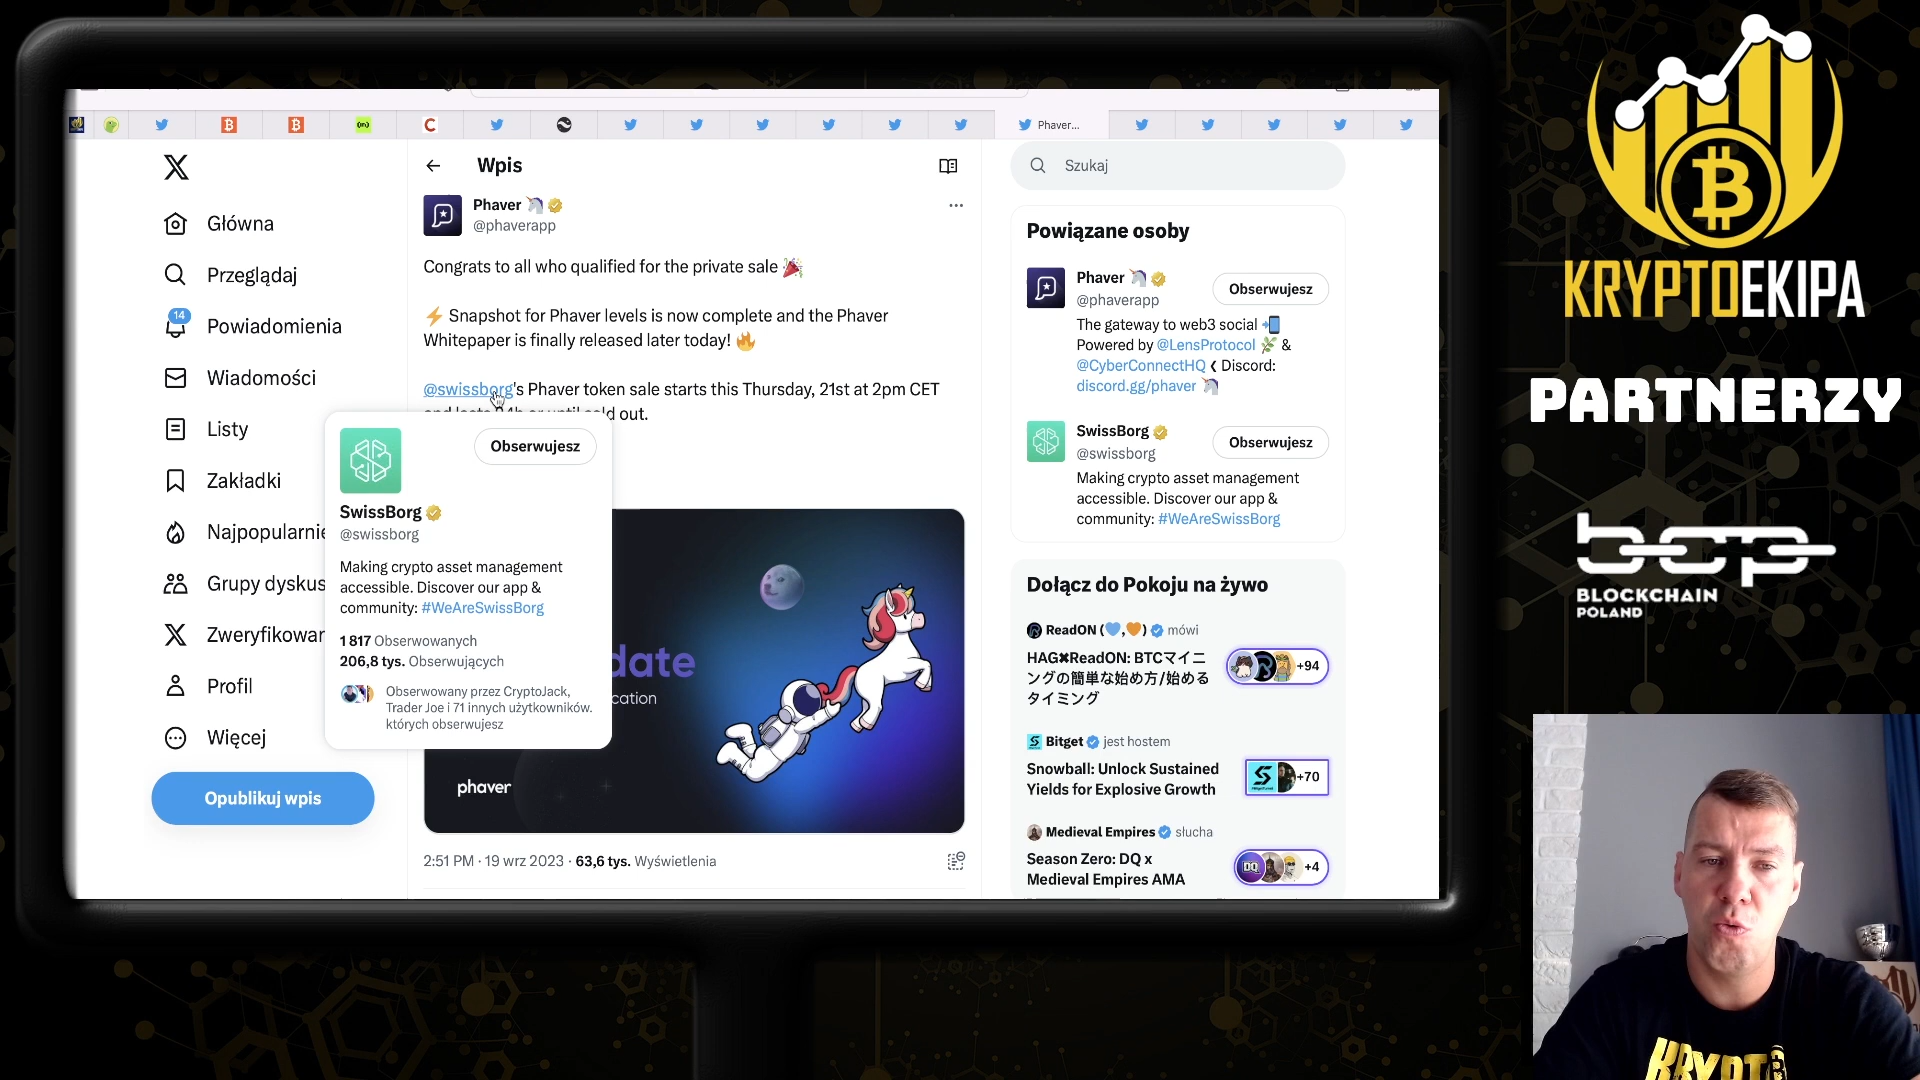 Phaver...
Wpis
Szukaj
Główna
Przeglądaj
14
Powiadomienia
Wiadomości
Listy
Zakładki
Najpopularnie
Grupy dyskus
Zweryfikowan
Profil
Więcej
Opublikuj wpis
Phaver
@phaverapp
Congrats to all who qualified for the private sale
Snapshot for Phaver levels is now complete and the Phaver
Whitepaper is finally released later today!
@swissborg's Phaver token sale starts this Thursday, 21st at 2pm CET
sold out.
Obserwujesz
SwissBorg
@swissborg
Making crypto asset management
accessible. Discover our app &
community: #WeAreSwissBorg
1 817 Obserwowanych
206,8 tys. Obserwujących
Obserwowany przez CryptoJack,
Trader Joe i 71 innych użytkowników.
których obserwujesz
date
cation
phaver
2:51 PM · 19 wrz 2023 · 63,6 tys. Wyświetlenia
Powiązane osoby
Phaver
@phaverapp
Obserwujesz
The gateway to web3 social
Powered by @LensProtocol &
@CyberConnectHQ ❮ Discord:
discord.gg/phaver
SwissBorg
@swissborg
Obserwujesz
Making crypto asset management
accessible. Discover our app &
community: #WeAreSwissBorg
Dołącz do Pokoju na żywo
ReadON (🩵,🧡) mówi
HAG✖ReadON: BTCマイニ
ングの簡単な始め方/始める
タイミング
+94
Bitget jest hostem
Snowball: Unlock Sustained
Yields for Explosive Growth
+70
Medieval Empires słucha
Season Zero: DQ x
Medieval Empires AMA
DQ
+4
KRYPTOEKIPA
PARTNERZY
bcp
BLOCKCHAIN
POLAND
KRYPTO